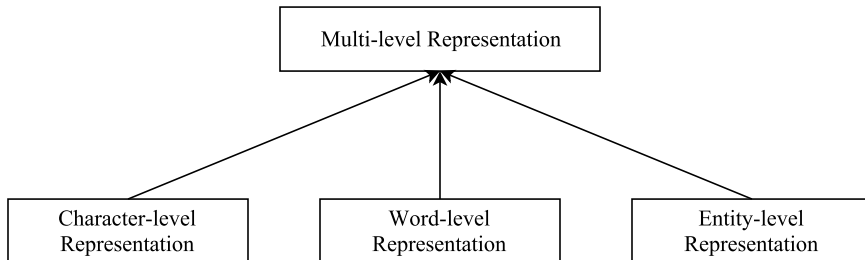 Multi-level Representation
Character-level
Representation
Word-level
Representation
Entity-level
Representation